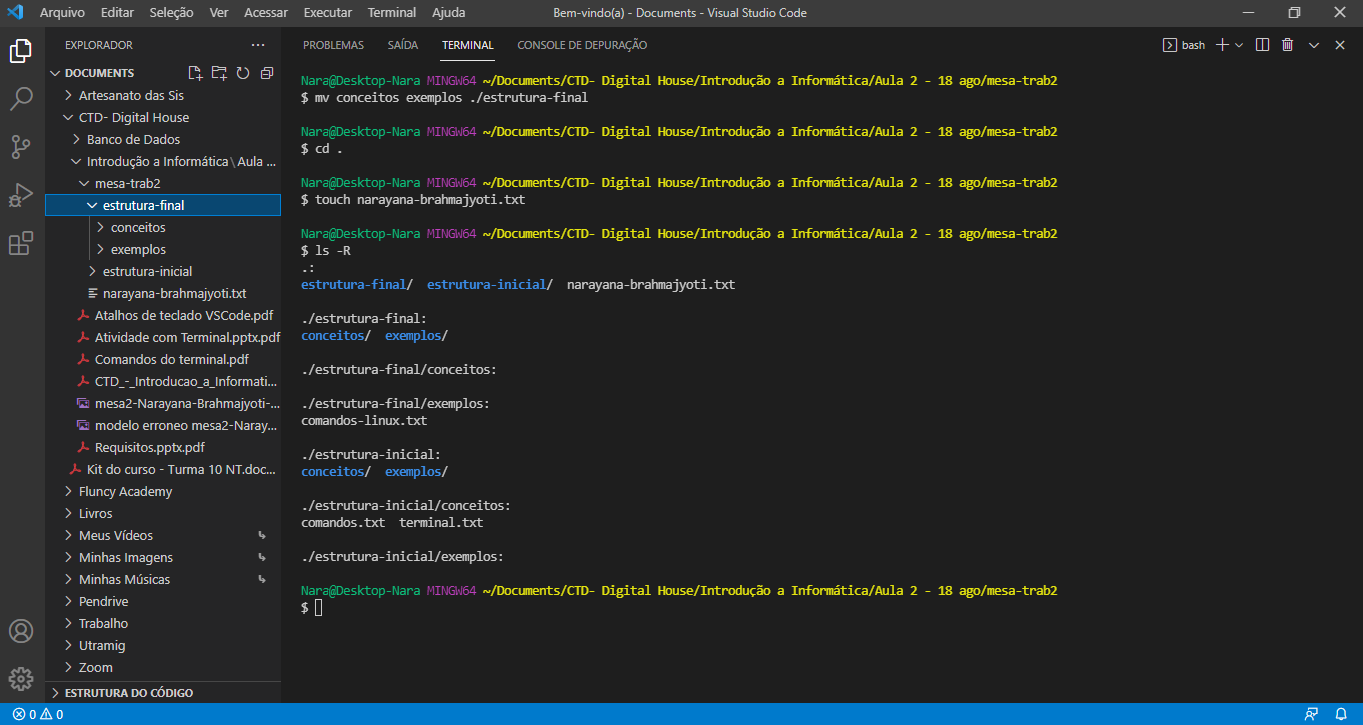 Arquivo Editar Seleção Ver Acessar Executar Terminal Ajuda
Bem-vindo(a) - Documents - Visual Studio Code
EXPLORADOR
DOCUMENTS
Artesanato das Sis
CTD- Digital House
Banco de Dados
Introdução a Informática\Aula ...
mesa-trab2
estrutura-final
conceitos
exemplos
estrutura-inicial
narayana-brahmajyoti.txt
Atalhos de teclado VSCode.pdf
Atividade com Terminal.pptx.pdf
Comandos do terminal.pdf
CTD_-_Introducao_a_Informati...
mesa2-Narayana-Brahmajyoti-...
modelo erroneo mesa2-Naray...
Requisitos.pptx.pdf
Kit do curso - Turma 10 NT.doc...
Fluncy Academy
Livros
Meus Vídeos
Minhas Imagens
Minhas Músicas
Pendrive
Trabalho
Utramig
Zoom
ESTRUTURA DO CÓDIGO
PROBLEMAS SAÍDA TERMINAL CONSOLE DE DEPURAÇÃO
bash
Nara@Desktop-Nara MINGW64 ~/Documents/CTD- Digital House/Introdução a Informática/Aula 2 - 18 ago/mesa-trab2
$ mv conceitos exemplos ./estrutura-final
Nara@Desktop-Nara MINGW64 ~/Documents/CTD- Digital House/Introdução a Informática/Aula 2 - 18 ago/mesa-trab2
$ cd .
Nara@Desktop-Nara MINGW64 ~/Documents/CTD- Digital House/Introdução a Informática/Aula 2 - 18 ago/mesa-trab2
$ touch narayana-brahmajyoti.txt
Nara@Desktop-Nara MINGW64 ~/Documents/CTD- Digital House/Introdução a Informática/Aula 2 - 18 ago/mesa-trab2
$ ls -R
.:
estrutura-final/ estrutura-inicial/ narayana-brahmajyoti.txt
./estrutura-final:
conceitos/ exemplos/
./estrutura-final/conceitos:
./estrutura-final/exemplos:
comandos-linux.txt
./estrutura-inicial:
conceitos/ exemplos/
./estrutura-inicial/conceitos:
comandos.txt terminal.txt
./estrutura-inicial/exemplos:
Nara@Desktop-Nara MINGW64 ~/Documents/CTD- Digital House/Introdução a Informática/Aula 2 - 18 ago/mesa-trab2
$
0 0